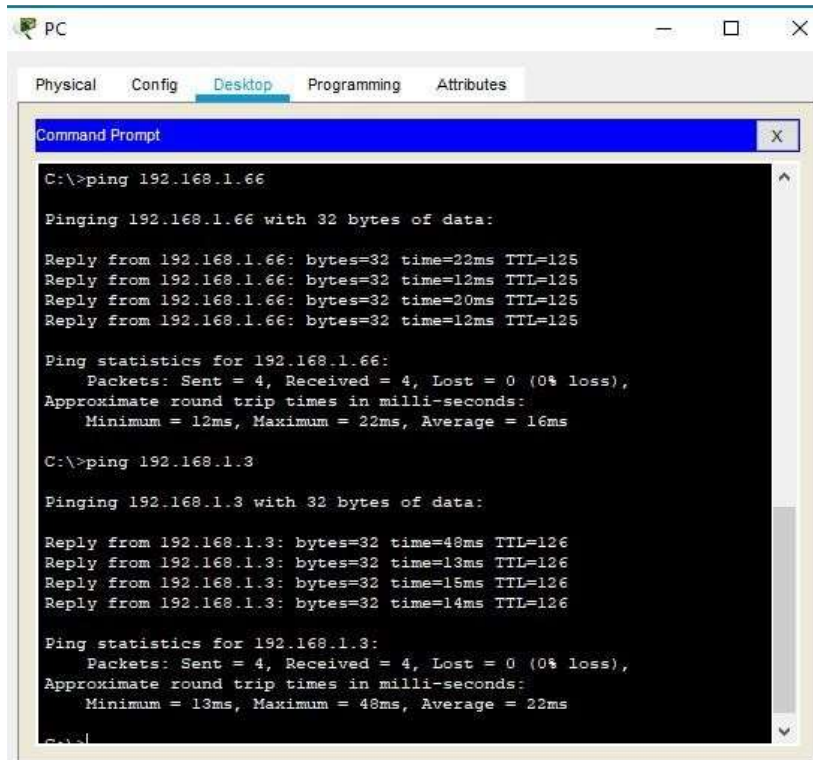 PC
Physical Config Desktop Programming Attributes
Command Prompt X
C:\>ping 192.168.1.66
Pinging 192.168.1.66 with 32 bytes of data:
Reply from 192.168.1.66: bytes=32 time=22ms TTL=125
Reply from 192.168.1.66: bytes=32 time=12ms TTL=125
Reply from 192.168.1.66: bytes=32 time=20ms TTL=125
Reply from 192.168.1.66: bytes=32 time=12ms TTL=125
Ping statistics for 192.168.1.66:
Packets: Sent = 4, Received = 4, Lost = 0 (0% loss),
Approximate round trip times in milli-seconds:
Minimum = 12ms, Maximum = 22ms, Average = 16ms
C:\>ping 192.168.1.3
Pinging 192.168.1.3 with 32 bytes of data:
Reply from 192.168.1.3: bytes=32 time=48ms TTL=126
Reply from 192.168.1.3: bytes=32 time=13ms TTL=126
Reply from 192.168.1.3: bytes=32 time=15ms TTL=126
Reply from 192.168.1.3: bytes=32 time=14ms TTL=126
Ping statistics for 192.168.1.3:
Packets: Sent = 4, Received = 4, Lost = 0 (0% loss),
Approximate round trip times in milli-seconds:
Minimum = 13ms, Maximum = 48ms, Average = 22ms
C:\>